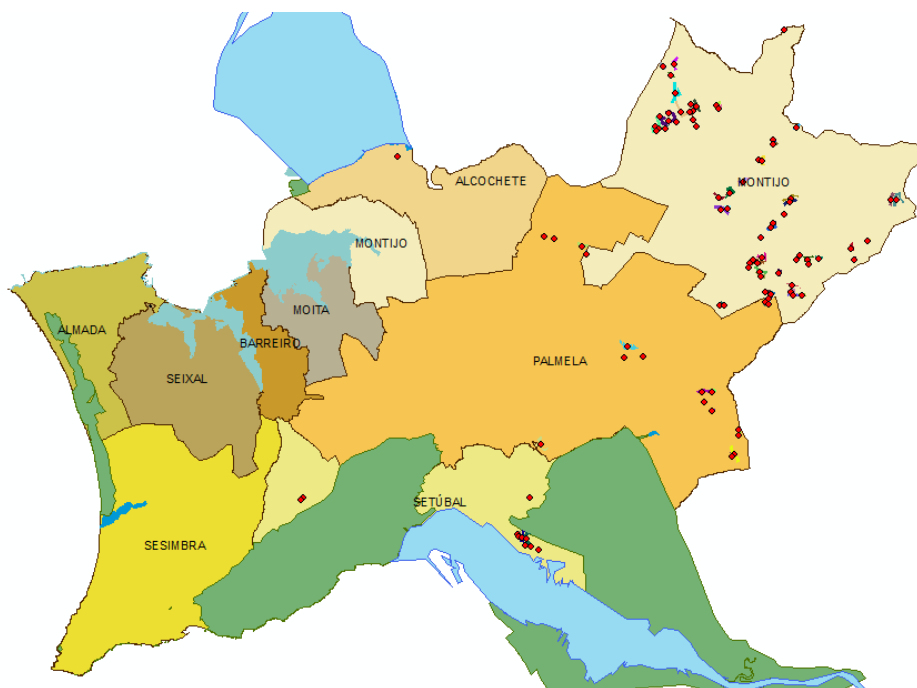 ALCOCHETE
MONTIJO
MONTIJO
MOITA
ALMADA
BARREIRO
PALMELA
SEIXAL
SETÚBAL
SESIMBRA